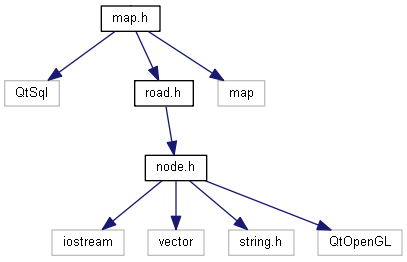 map.h
QtSql
road.h
map
node.h
iostream
vector
string.h
QtOpenGL